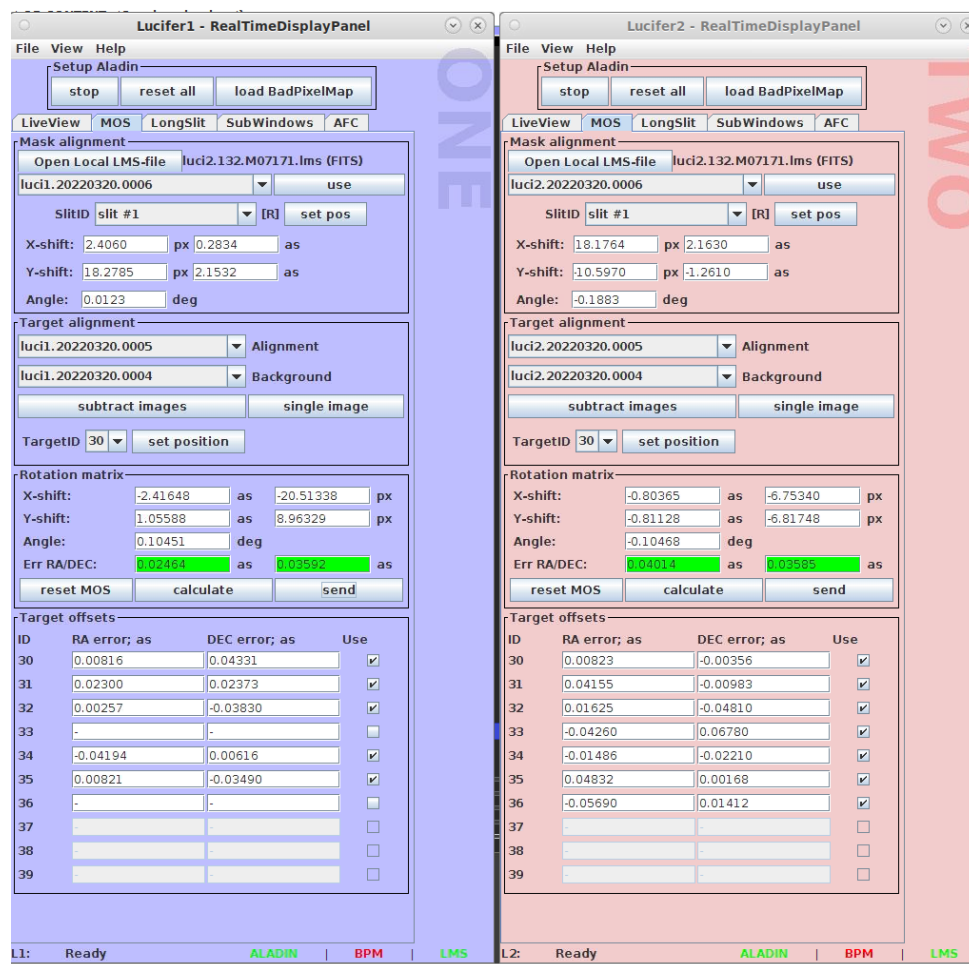 Lucifer1 - RealTimeDisplayPanel
File View Help
Setup Aladin
stop reset all load BadPixelMap
LiveView MOS LongSlit SubWindows AFC
Mask alignment
Open Local LMS-file luci2.132.M07171.lms (FITS)
luci1.20220320.0006 use
SlitID slit #1 [R] set pos
X-shift: 2.4060 px 0.2834 as
Y-shift: 18.2785 px 2.1532 as
Angle: 0.0123 deg
Target alignment
luci1.20220320.0005 Alignment
luci1.20220320.0004 Background
subtract images single image
TargetID 30 set position
Rotation matrix
X-shift: -2.41648 as -20.51338 px
Y-shift: 1.05588 as 8.96329 px
Angle: 0.10451 deg
Err RA/DEC: 0.02464 as 0.03592 as
reset MOS calculate send
Target offsets
ID RA error; as DEC error; as Use
30 0.00816 0.04331
31 0.02300 0.02373
32 0.00257 -0.03830
33 - -
34 -0.04194 0.00616
35 0.00821 -0.03490
36 - -
37 - -
38 - -
39 - -
L1: Ready ALADIN | BPM | LMS
ONE
Lucifer2 - RealTimeDisplayPanel
File View Help
Setup Aladin
stop reset all load BadPixelMap
LiveView MOS LongSlit SubWindows AFC
Mask alignment
Open Local LMS-file luci2.132.M07171.lms (FITS)
luci2.20220320.0006 use
SlitID slit #1 [R] set pos
X-shift: 18.1764 px 2.1630 as
Y-shift: -10.5970 px -1.2610 as
Angle: -0.1883 deg
Target alignment
luci2.20220320.0005 Alignment
luci2.20220320.0004 Background
subtract images single image
TargetID 30 set position
Rotation matrix
X-shift: -0.80365 as -6.75340 px
Y-shift: -0.81128 as -6.81748 px
Angle: -0.10468 deg
Err RA/DEC: 0.04014 as 0.03585 as
reset MOS calculate send
Target offsets
ID RA error; as DEC error; as Use
30 0.00823 -0.00356
31 0.04155 -0.00983
32 0.01625 -0.04810
33 -0.04260 0.06780
34 -0.01486 -0.02210
35 0.04832 0.00168
36 -0.05690 0.01412
37 - -
38 - -
39 - -
L2: Ready ALADIN | BPM | LMS
TWO